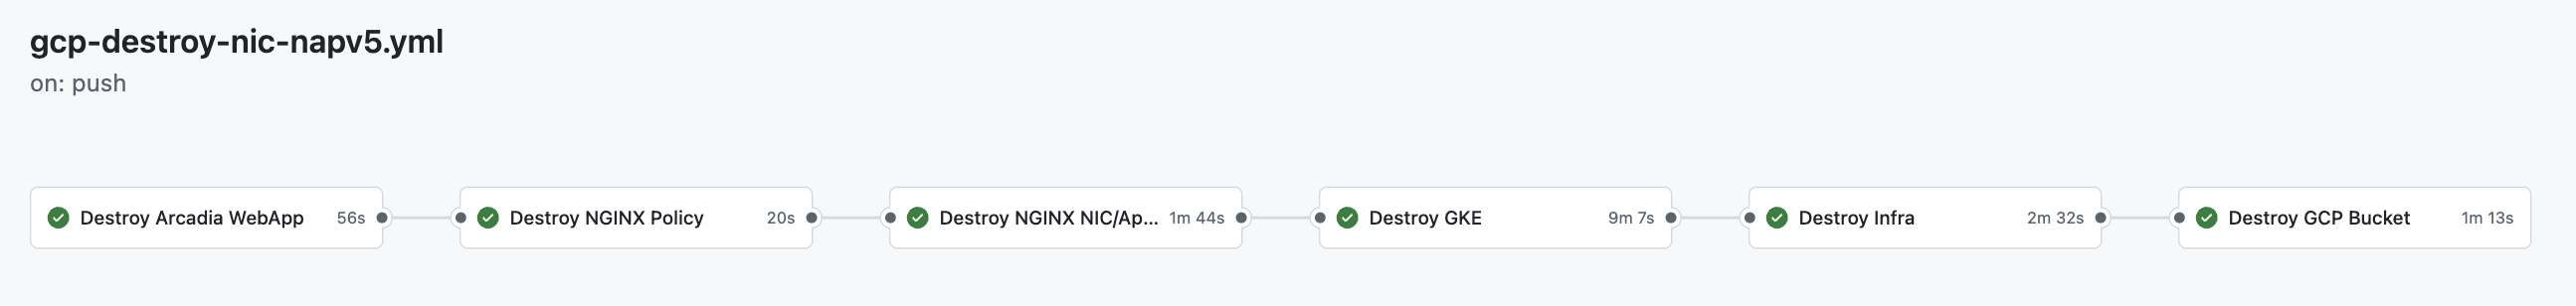 gcp-destroy-nic-napv5.yml
on: push
Destroy Arcadia WebApp 56s
Destroy NGINX Policy 20s
Destroy NGINX NIC/Ap... 1m 44s
Destroy GKE 9m 7s
Destroy Infra 2m 32s
Destroy GCP Bucket 1m 13s